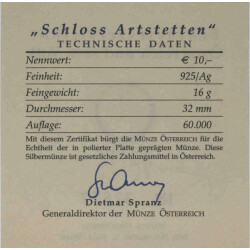 „Schloss Artstetten”
TECHNISCHE DATEN
Nennwert: € 10,–
Feinheit: 925/Ag
Feingewicht: 16 g
Durchmesser: 32 mm
Auflage: 60.000
Mit diesem Zertifikat bürgt die MÜNZE ÖSTERREICH für die
Echtheit der in polierter Platte geprägten Münze. Diese
Silbermünze ist gesetzliches Zahlungsmittel in Österreich.
Dietmar Spranz
Generaldirektor der MÜNZE ÖSTERREICH